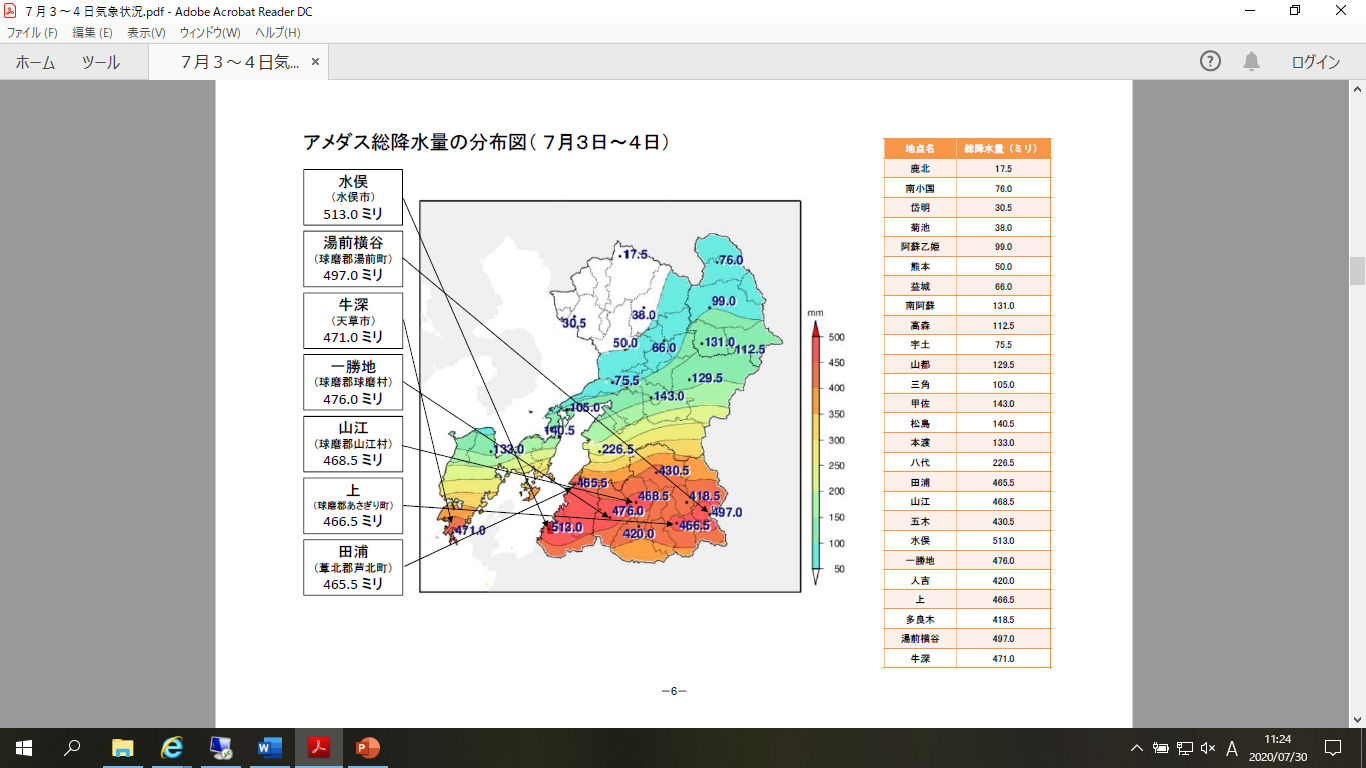 7月3～4日気象状況.pdf - Adobe Acrobat Reader DC
ファイル(F) 編集(E) 表示(V) ウィンドウ(W) ヘルプ(H)
ホーム ツール 7月3～4日気... × ? ログイン
アメダス総降水量の分布図（7月3日～4日）
水俣
（水俣市）
513.0 ミリ
湯前横谷
（球磨郡湯前町）
497.0 ミリ
牛深
（天草市）
471.0 ミリ
一勝地
（球磨郡球磨村）
476.0 ミリ
山江
（球磨郡山江村）
468.5 ミリ
上
（球磨郡あさぎり町）
466.5 ミリ
田浦
（葦北郡芦北町）
465.5 ミリ
17.5
76.0
99.0
30.5
38.0
50.0
66.0
131.0
112.5
75.5
129.5
143.0
105.0
140.5
133.0
226.5
430.5
465.5
468.5
418.5
476.0
497.0
466.5
513.0
420.0
471.0
mm
500
450
400
350
300
250
200
150
100
50
地点名 総降水量（ミリ）
鹿北 17.5
南小国 76.0
岱明 30.5
菊池 38.0
阿蘇乙姫 99.0
熊本 50.0
益城 66.0
南阿蘇 131.0
高森 112.5
宇土 75.5
山都 129.5
三角 105.0
甲佐 143.0
松島 140.5
本渡 133.0
八代 226.5
田浦 465.5
山江 468.5
五木 430.5
水俣 513.0
一勝地 476.0
人吉 420.0
上 466.5
多良木 418.5
湯前横谷 497.0
牛深 471.0
－6－
A 11:24
2020/07/30